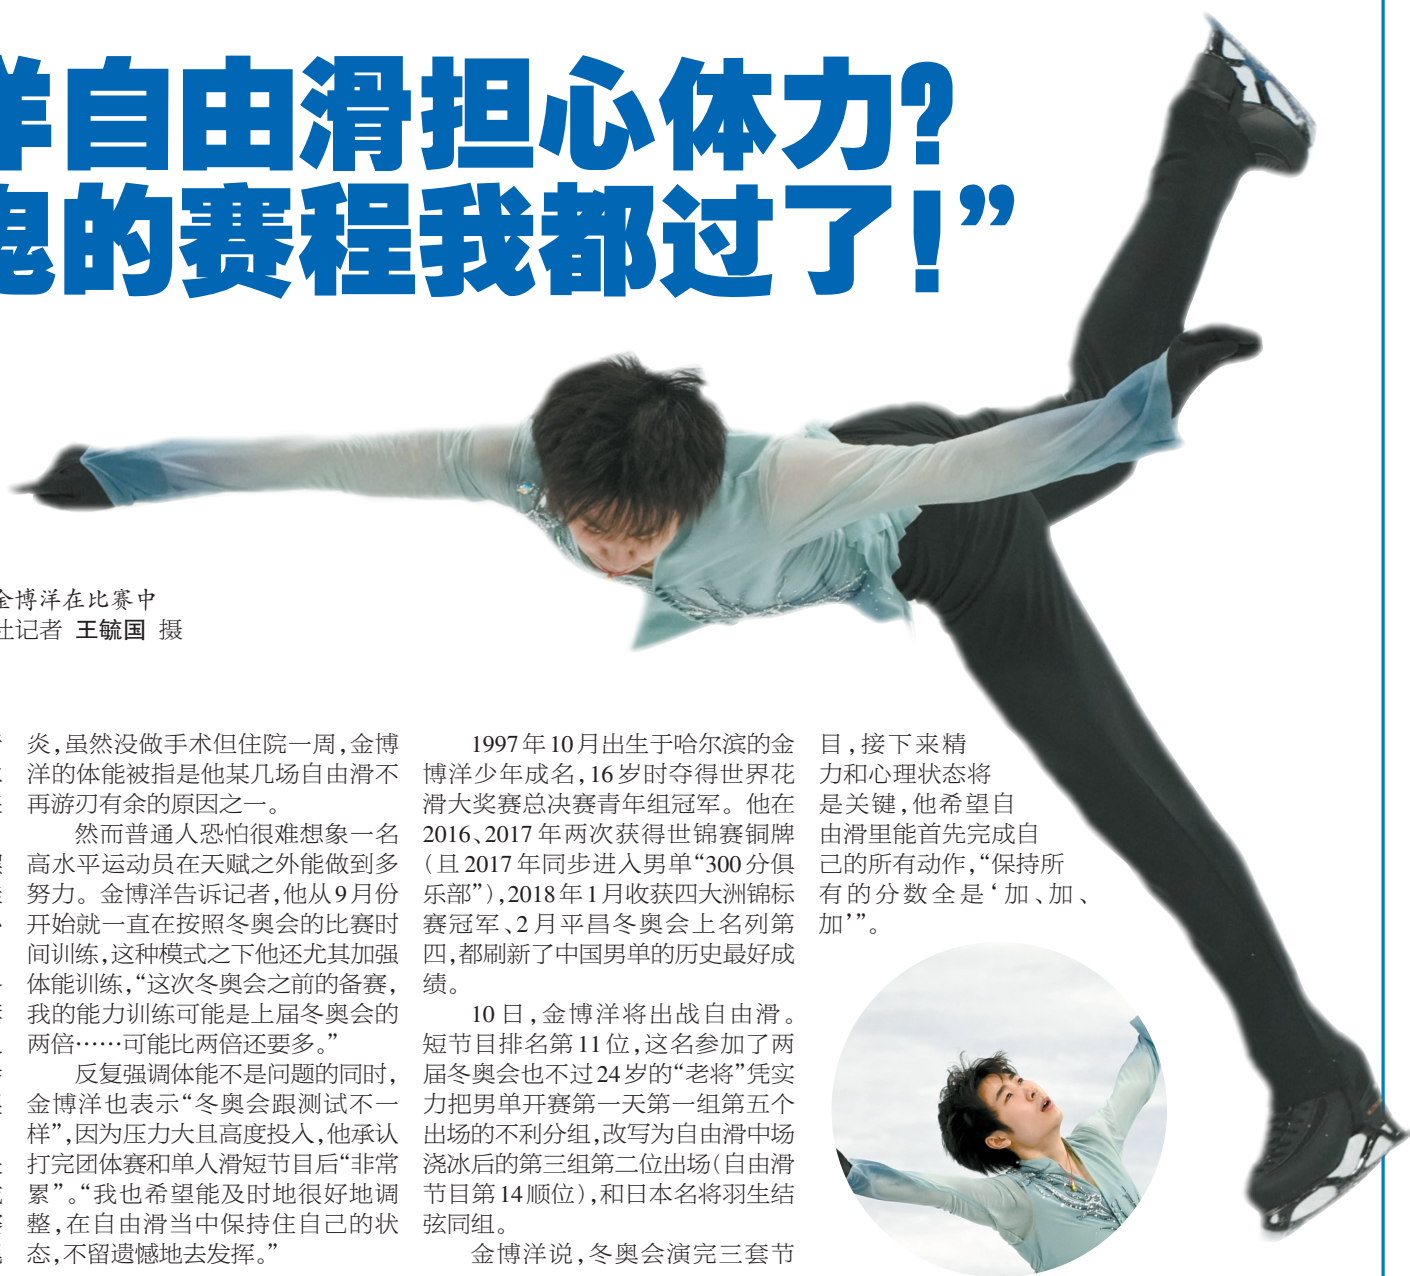 洋自由滑担心体力？
的赛程我都过了！”
金博洋在比赛中
社记者 王毓国 摄
炎，虽然没做手术但住院一周，金博
洋的体能被指是他某几场自由滑不
再游刃有余的原因之一。
然而普通人恐怕很难想象一名
高水平运动员在天赋之外能做到多
努力。金博洋告诉记者，他从9月份
开始就一直在按照冬奥会的比赛时
间训练，这种模式之下他还尤其加强
体能训练，“这次冬奥会之前的备赛，
我的能力训练可能是上届冬奥会的
两倍……可能比两倍还要多。”
反复强调体能不是问题的同时，
金博洋也表示“冬奥会跟测试不一
样”，因为压力大且高度投入，他承认
打完团体赛和单人滑短节目后“非常
累”。“我也希望能及时地很好地调
整，在自由滑当中保持住自己的状
态，不留遗憾地去发挥。”
1997年10月出生于哈尔滨的金
博洋少年成名，16岁时夺得世界花
滑大奖赛总决赛青年组冠军。他在
2016、2017年两次获得世锦赛铜牌
（且2017年同步进入男单“300分俱
乐部”），2018年1月收获四大洲锦标
赛冠军、2月平昌冬奥会上名列第
四，都刷新了中国男单的历史最好成
绩。
10日，金博洋将出战自由滑。
短节目排名第11位，这名参加了两
届冬奥会也不过24岁的“老将”凭实
力把男单开赛第一天第一组第五个
出场的不利分组，改写为自由滑中场
浇冰后的第三组第二位出场（自由滑
节目第14顺位），和日本名将羽生结
弦同组。
金博洋说，冬奥会演完三套节
目，接下来精
力和心理状态将
是关键，他希望自
由滑里能首先完成自
己的所有动作，“保持所
有的分数全是‘加、加、
加’”。